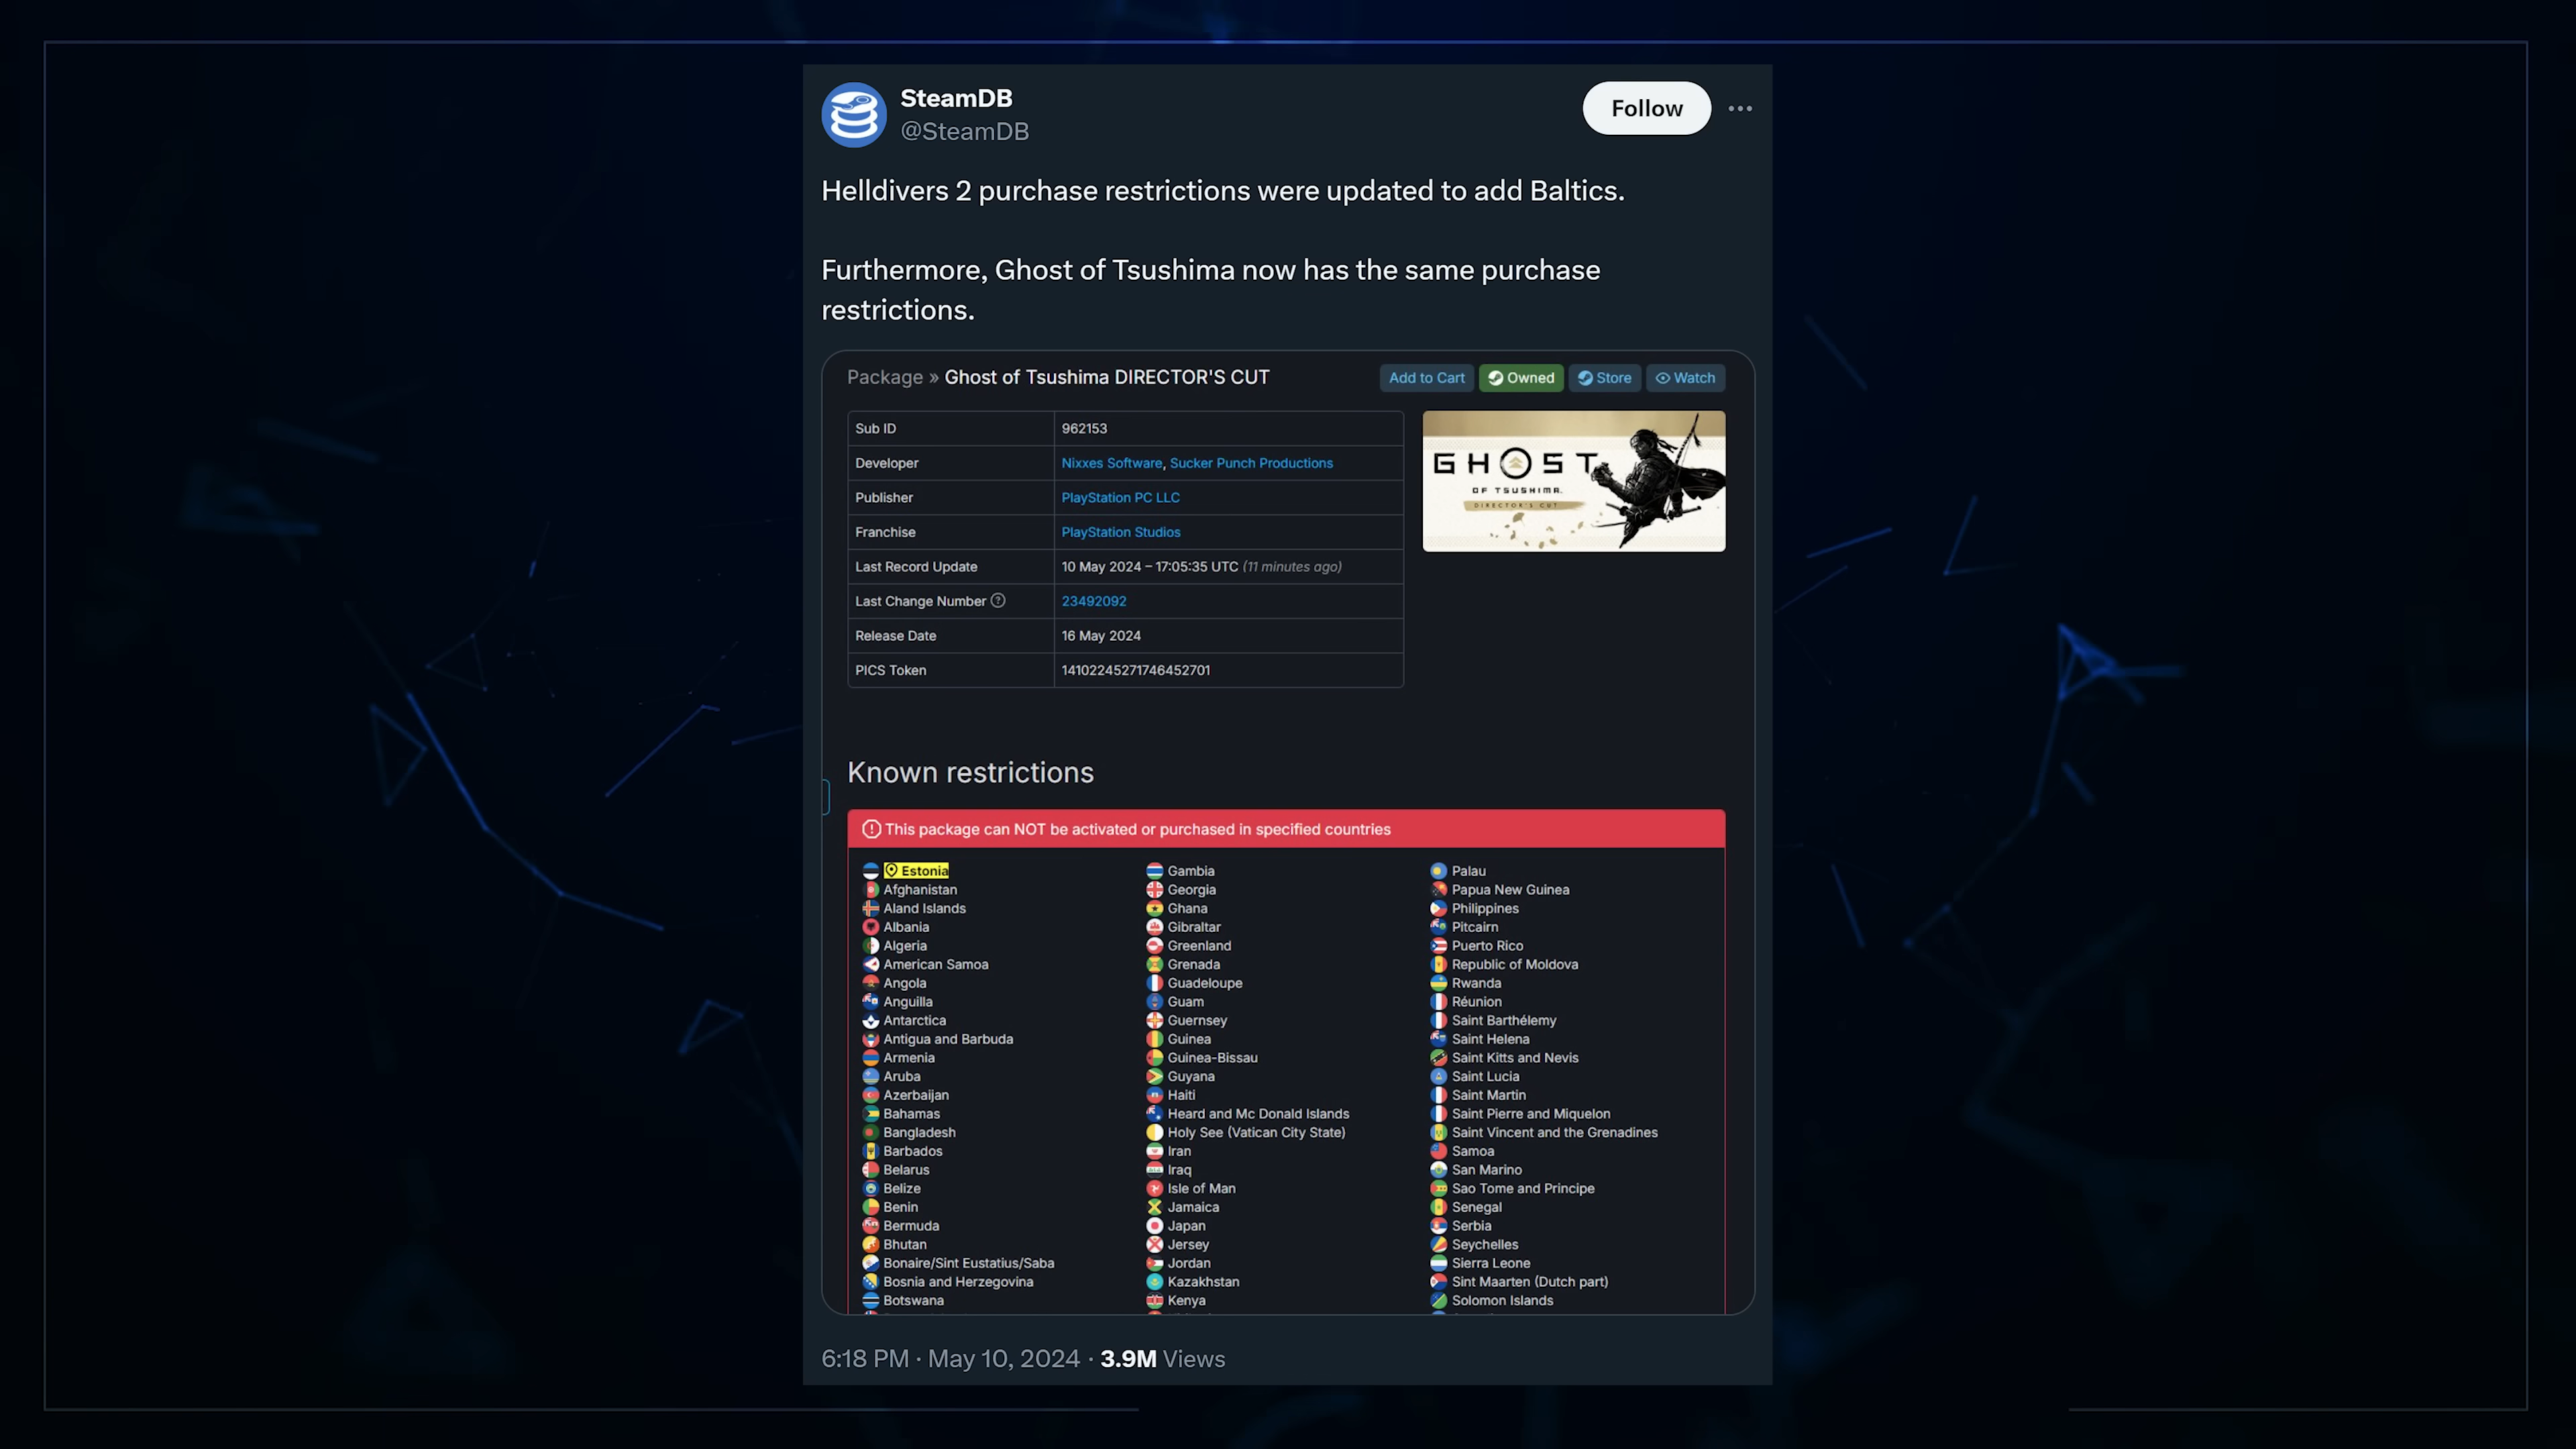 SteamDB
@SteamDB
Follow
Helldivers 2 purchase restrictions were updated to add Baltics.
Furthermore, Ghost of Tsushima now has the same purchase
restrictions.
Package » Ghost of Tsushima DIRECTOR'S CUT
Add to Cart
Owned
Store
Watch
Sub ID 962153
Developer Nixxes Software, Sucker Punch Productions
Publisher PlayStation PC LLC
Franchise PlayStation Studios
Last Record Update 10 May 2024 – 17:05:35 UTC (11 minutes ago)
Last Change Number 23492092
Release Date 16 May 2024
PICS Token 14102245271746452701
GHOST
OF TSUSHIMA
DIRECTOR'S CUT
Known restrictions
This package can NOT be activated or purchased in specified countries
Estonia
Afghanistan
Aland Islands
Albania
Algeria
American Samoa
Angola
Anguilla
Antarctica
Antigua and Barbuda
Armenia
Aruba
Azerbaijan
Bahamas
Bangladesh
Barbados
Belarus
Belize
Benin
Bermuda
Bhutan
Bonaire/Sint Eustatius/Saba
Bosnia and Herzegovina
Botswana
Gambia
Georgia
Ghana
Gibraltar
Greenland
Grenada
Guadeloupe
Guam
Guernsey
Guinea
Guinea-Bissau
Guyana
Haiti
Heard and Mc Donald Islands
Holy See (Vatican City State)
Iran
Iraq
Isle of Man
Jamaica
Japan
Jersey
Jordan
Kazakhstan
Kenya
Palau
Papua New Guinea
Philippines
Pitcairn
Puerto Rico
Republic of Moldova
Rwanda
Réunion
Saint Barthélemy
Saint Helena
Saint Kitts and Nevis
Saint Lucia
Saint Martin
Saint Pierre and Miquelon
Saint Vincent and the Grenadines
Samoa
San Marino
Sao Tome and Principe
Senegal
Serbia
Seychelles
Sierra Leone
Sint Maarten (Dutch part)
Solomon Islands
6:18 PM · May 10, 2024 · 3.9M Views